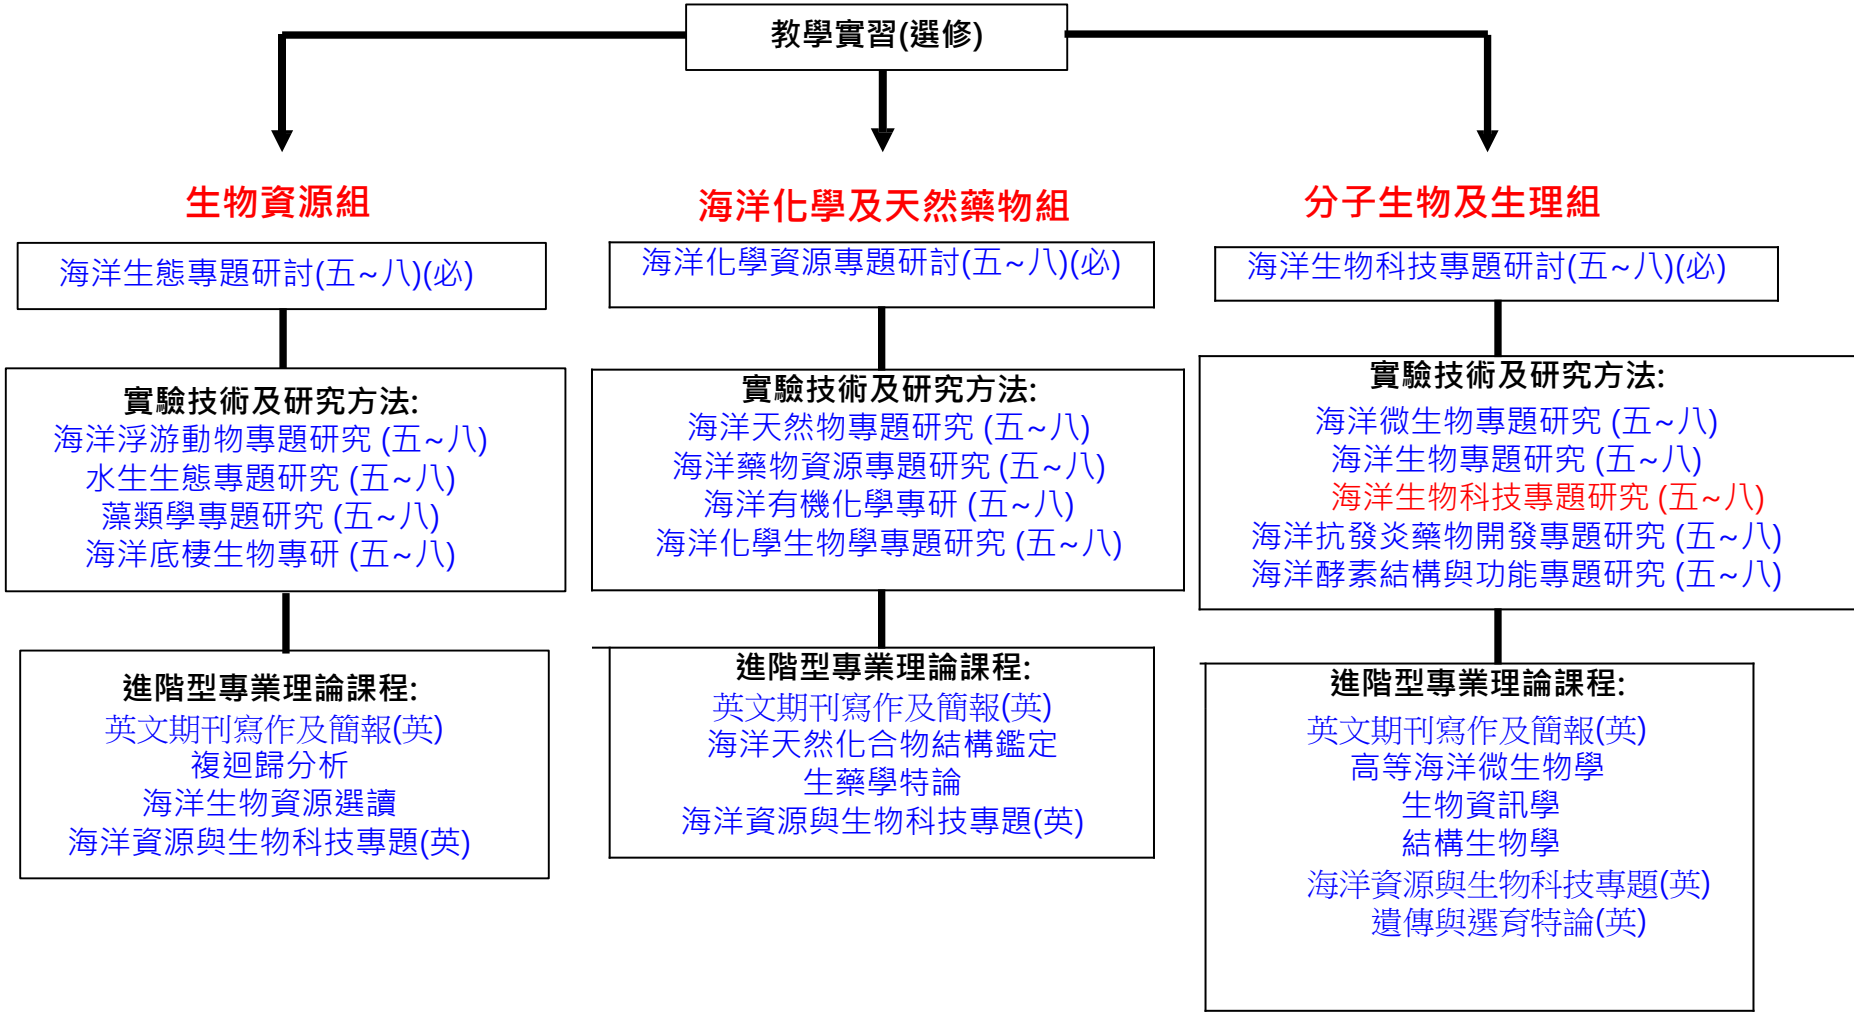 教學實習(選修)
生物資源組
海洋生態專題研討(五~八)(必)
實驗技術及研究方法:
海洋浮游動物專題研究 (五~八)
水生生態專題研究 (五~八)
藻類學專題研究 (五~八)
海洋底棲生物專研 (五~八)
進階型專業理論課程:
英文期刊寫作及簡報(英)
複迴歸分析
海洋生物資源選讀
海洋資源與生物科技專題(英)
海洋化學及天然藥物組
海洋化學資源專題研討(五~八)(必)
實驗技術及研究方法:
海洋天然物專題研究 (五~八)
海洋藥物資源專題研究 (五~八)
海洋有機化學專研 (五~八)
海洋化學生物學專題研究 (五~八)
進階型專業理論課程:
英文期刊寫作及簡報(英)
海洋天然化合物結構鑑定
生藥學特論
海洋資源與生物科技專題(英)
分子生物及生理組
海洋生物科技專題研討(五~八)(必)
實驗技術及研究方法:
海洋微生物專題研究 (五~八)
海洋生物專題研究 (五~八)
海洋生物科技專題研究 (五~八)
海洋抗發炎藥物開發專題研究 (五~八)
海洋酵素結構與功能專題研究 (五~八)
進階型專業理論課程:
英文期刊寫作及簡報(英)
高等海洋微生物學
生物資訊學
結構生物學
海洋資源與生物科技專題(英)
遺傳與選育特論(英)